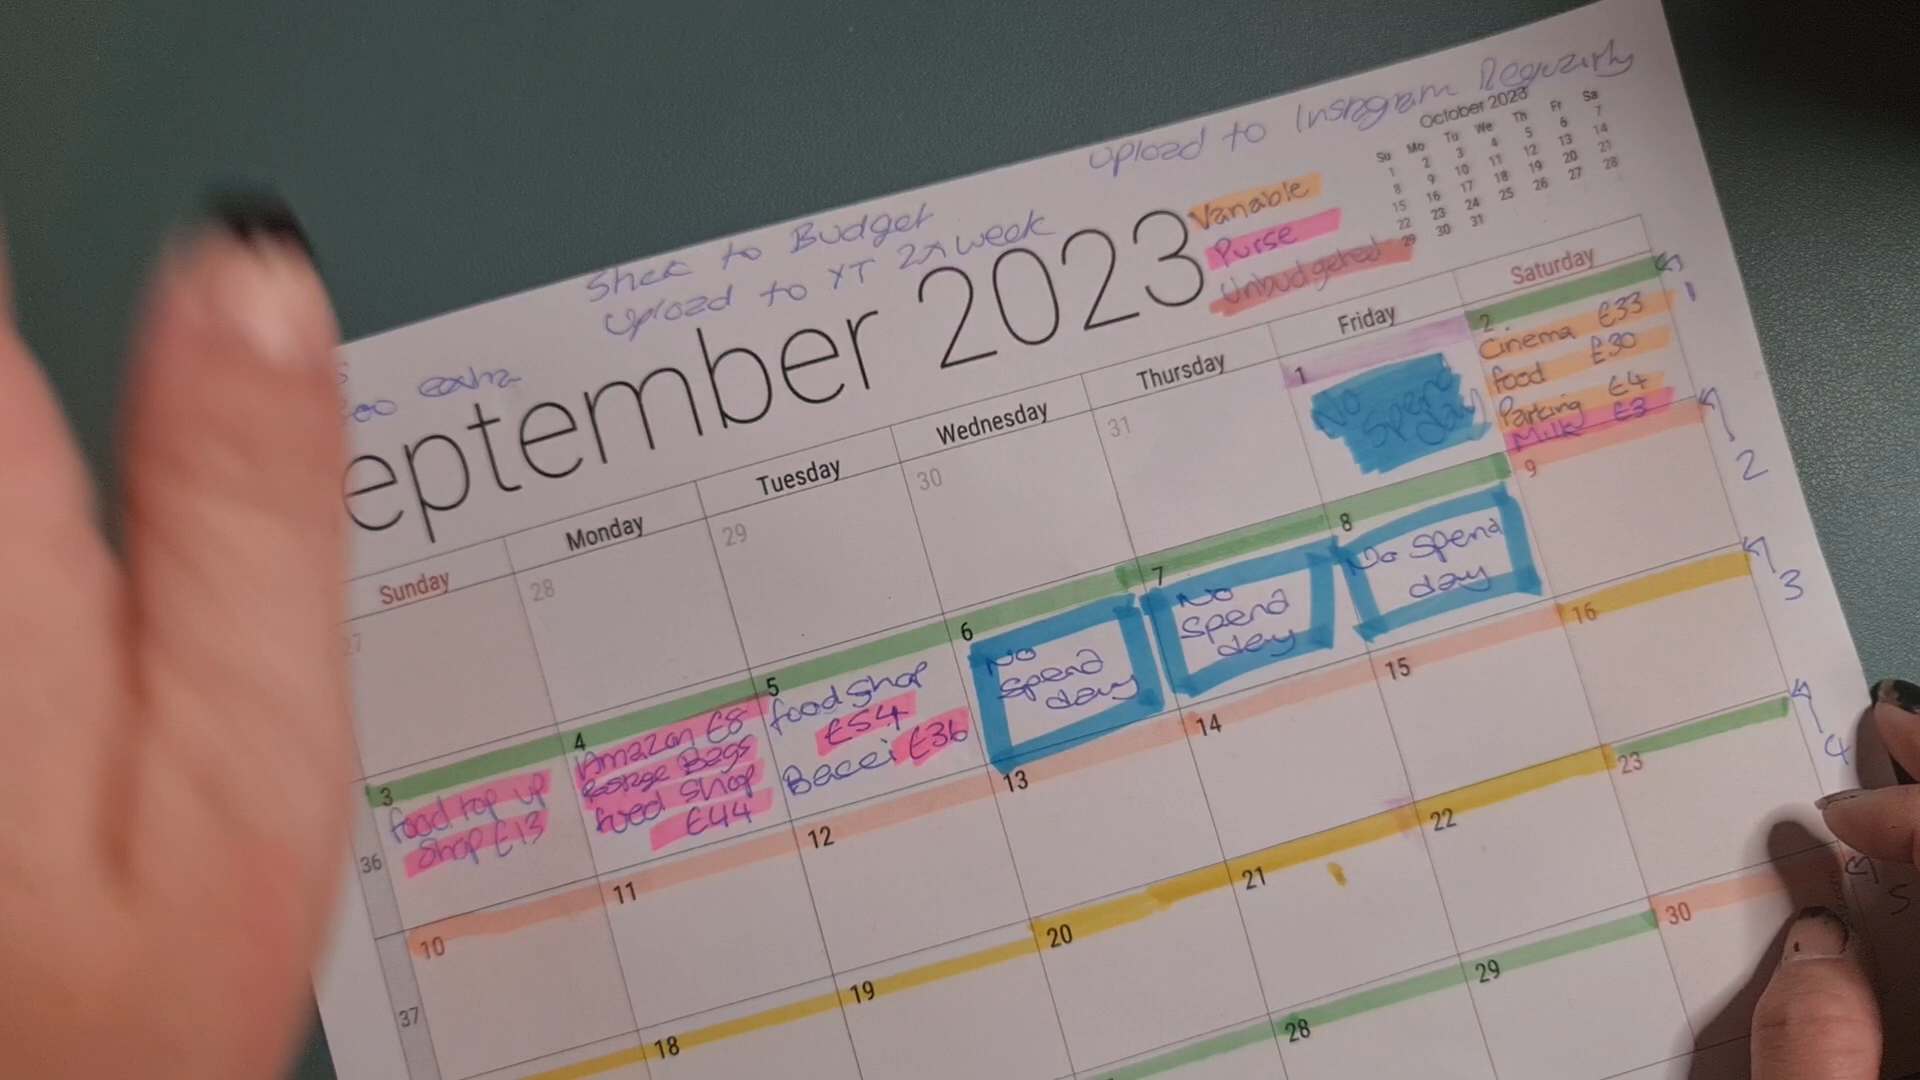 Upload to Instagram Regularly
Stick to Budget
Upload to YT 2x week
extra
eptember 2023
Variable
Purse
Unbudgeted
October 2023
Su Mo Tu We Th Fr Sa
1 2 3 4 5 6 7
8 9 10 11 12 13 14
15 16 17 18 19 20 21
22 23 24 25 26 27 28
29 30 31
Sunday Monday Tuesday Wednesday Thursday Friday Saturday
27 28 29 30 31 1 2
No
Spend
day
Cinema £33
food £30
Parking £4
Milk £3
1
36
3 4 5 6 7 8 9
food top up
Shop £13
Amazon £8
Postage Bags
food shop
£44
food shop
£54
Beeei £36
No
Spend
day
No
Spend
day
No Spend
day
2
37
10 11 12 13 14 15 16
3
18 19 20 21 22 23
4
28 29 30
5